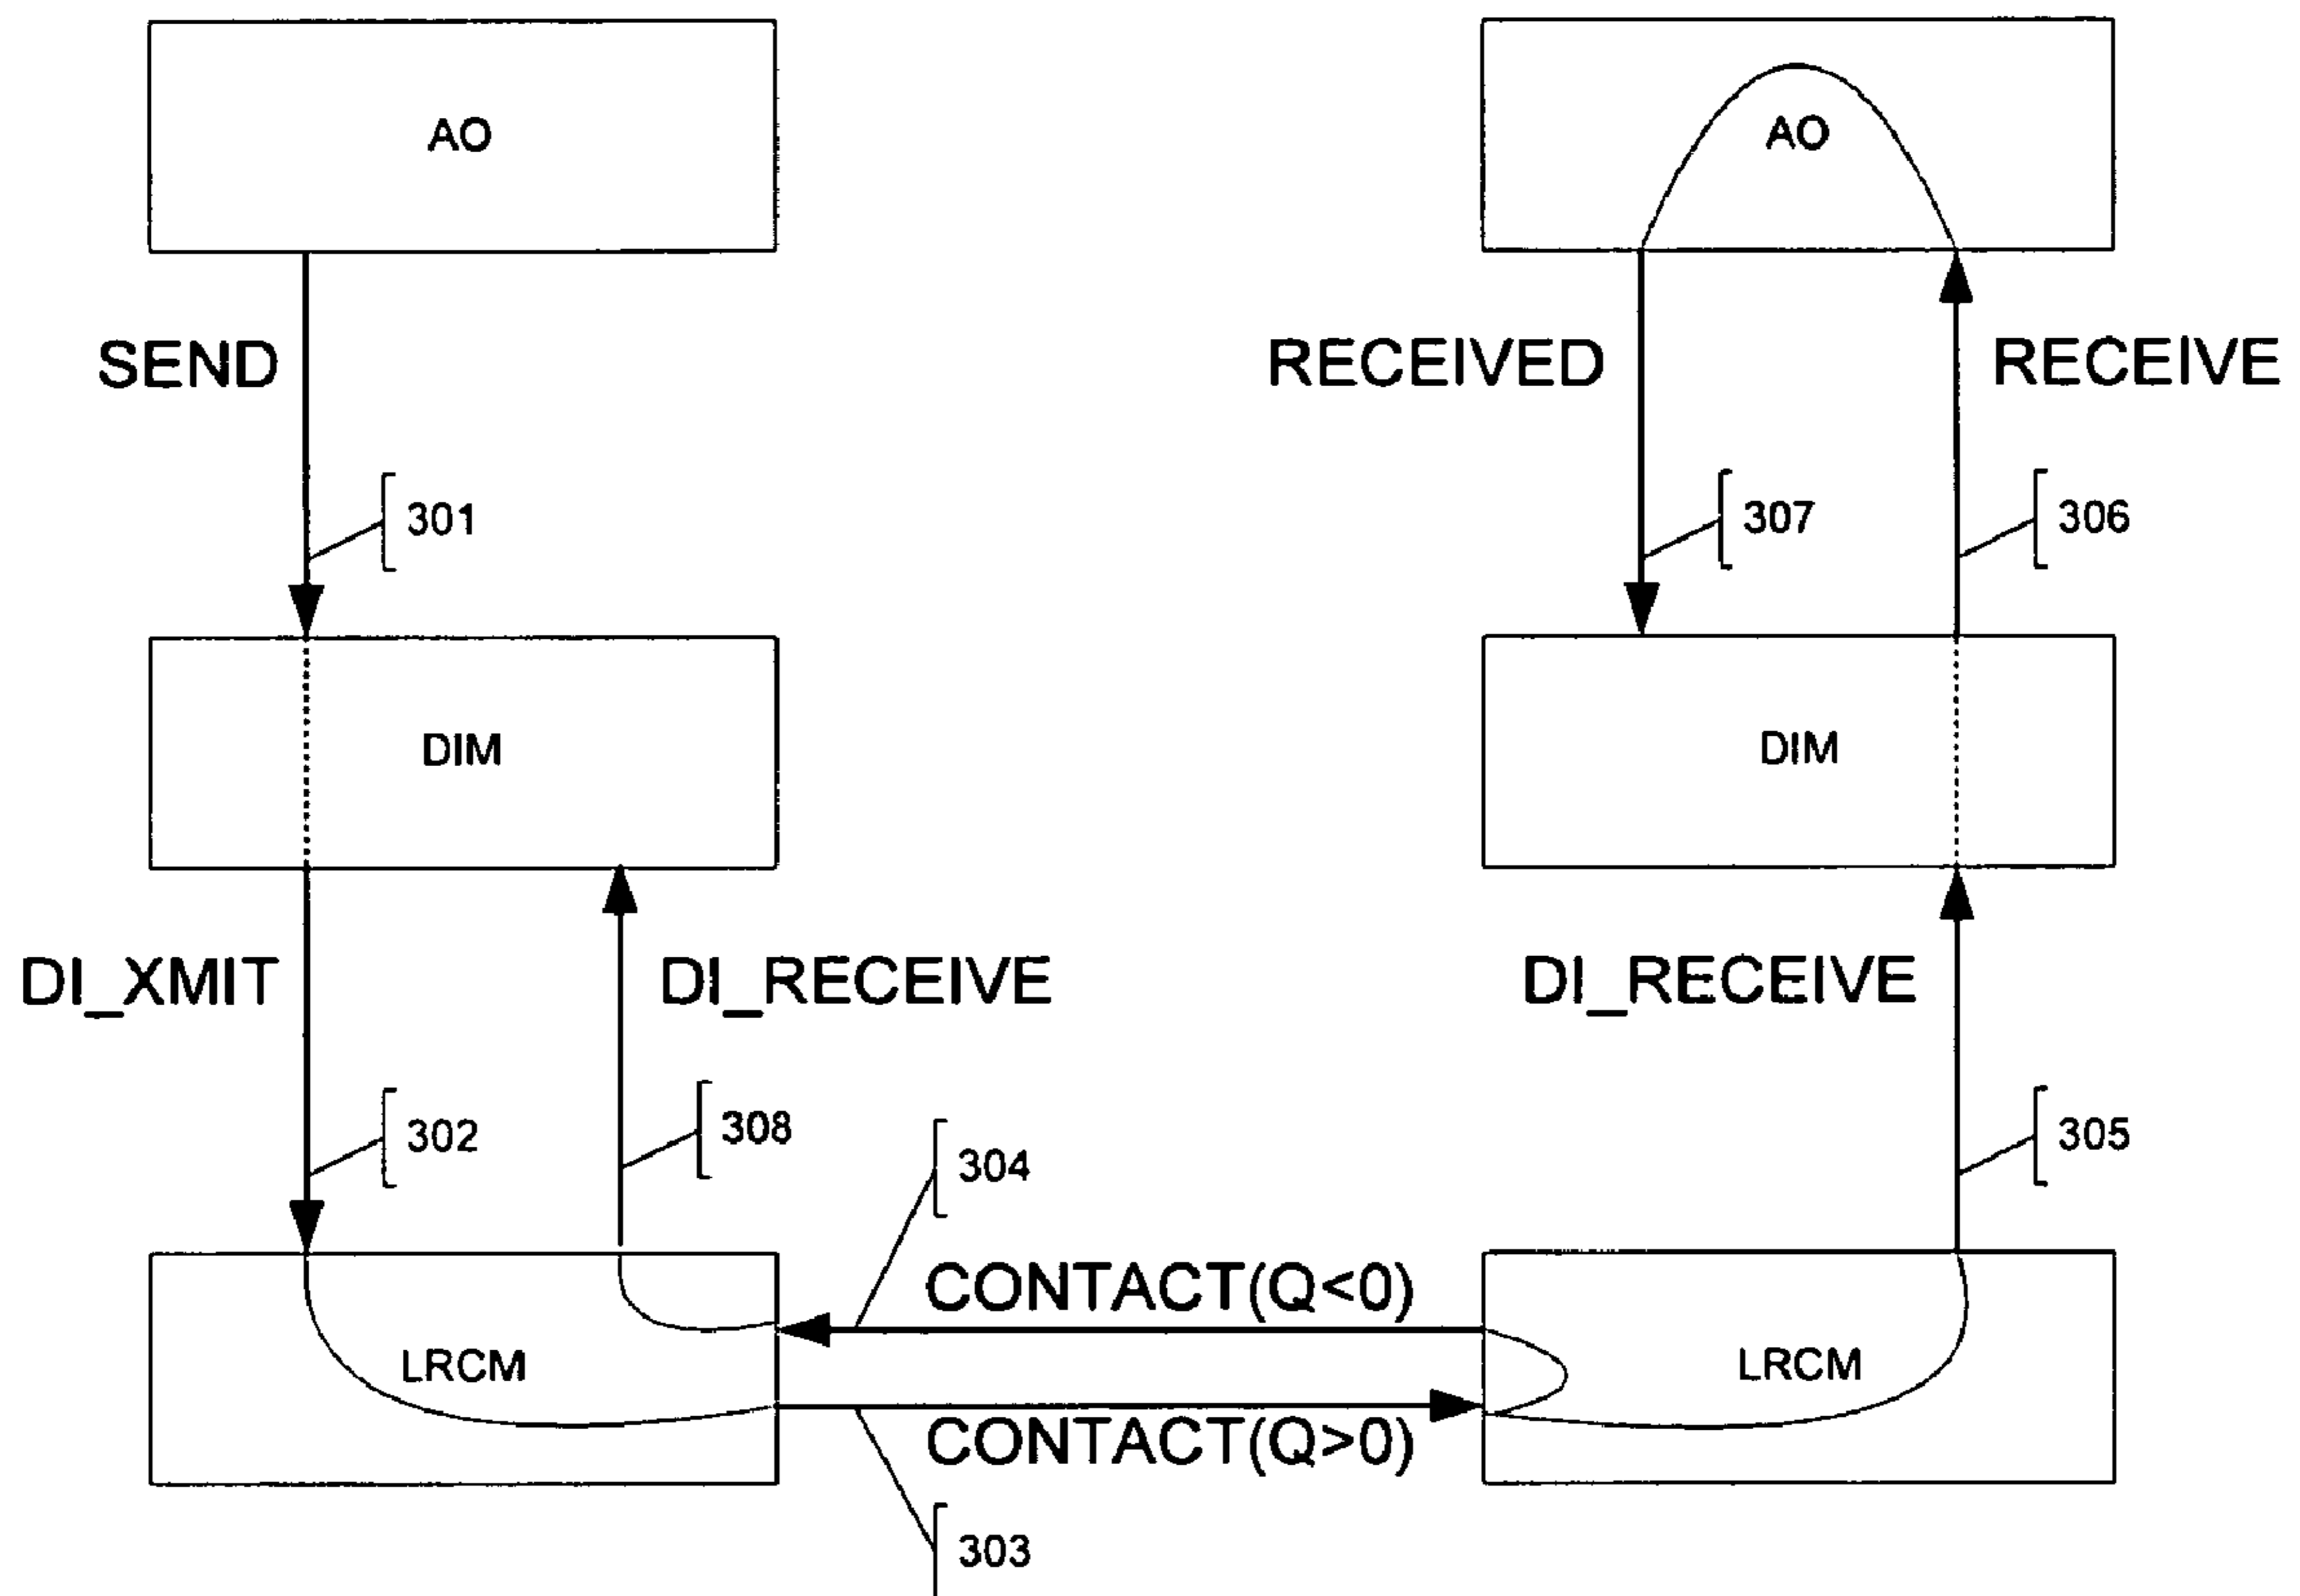 AO
AO
SEND
RECEIVED
RECEIVE
301
307
306
DIM
DIM
DI_XMIT
DI_RECEIVE
DI_RECEIVE
302
308
304
305
CONTACT(Q<0)
LRCM
LRCM
CONTACT(Q>0)
303